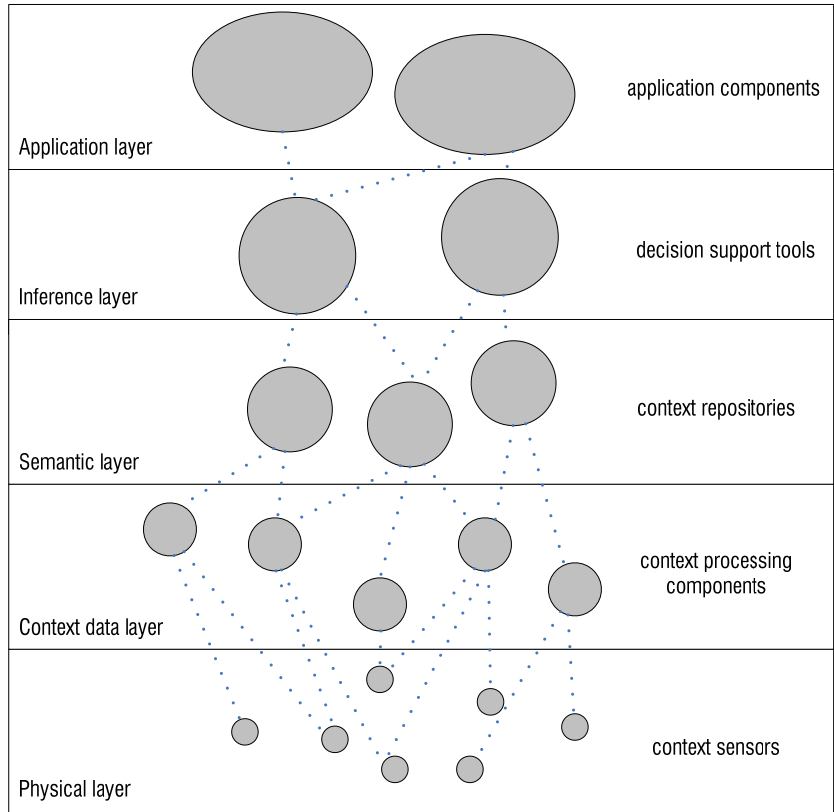 application components
Application layer
decision support tools
Inference layer
context repositories
Semantic layer
context processing
components
Context data layer
context sensors
Physical layer